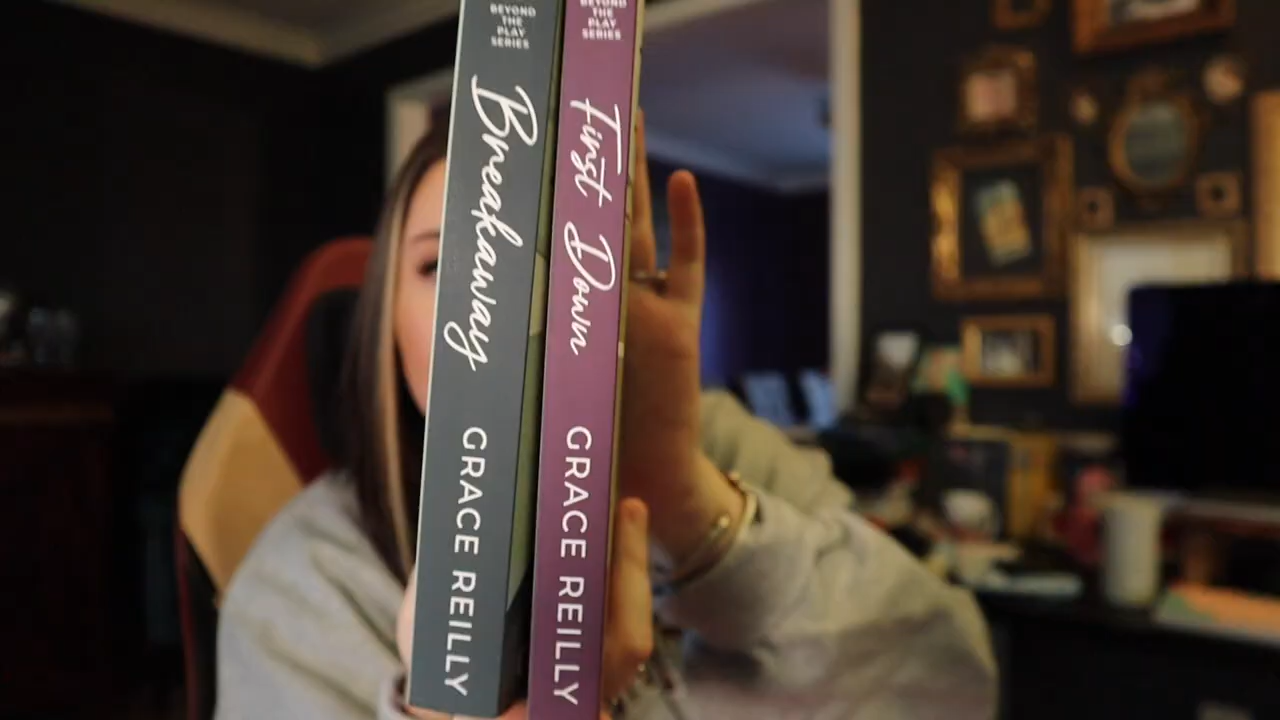 BEYOND
THE
PLAY
SERIES
Breakaway
GRACE REILLY
BEYOND
THE
PLAY
SERIES
First Down
GRACE REILLY